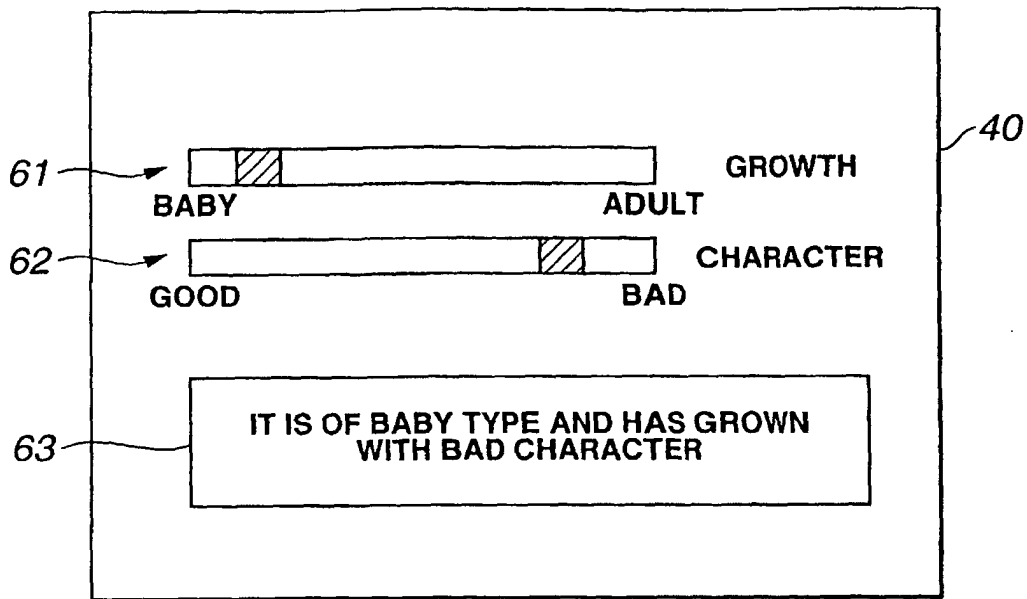 40
61
GROWTH
BABY
ADULT
62
CHARACTER
GOOD
BAD
63
IT IS OF BABY TYPE AND HAS GROWN
WITH BAD CHARACTER